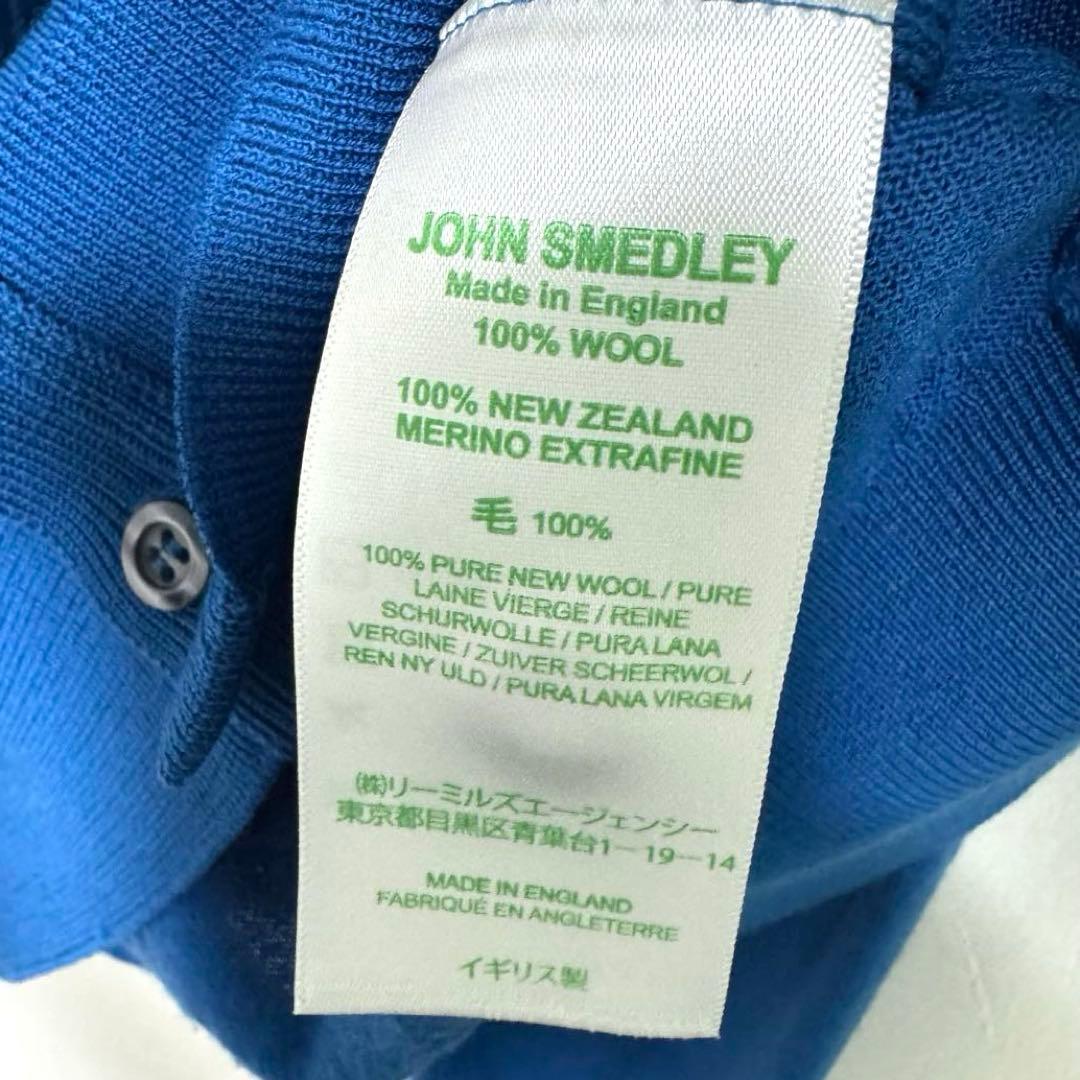 JOHN SMEDLEY
Made in England
100% WOOL
100% NEW ZEALAND
MERINO EXTRAFINE
毛 100%
100% PURE NEW WOOL / PURE
LAINE VIERGE / REINE
SCHURWOLLE / PURA LANA
VERGINE / ZUIVER SCHEERWOL /
REN NY ULD / PURA LANA VIRGEM
㈱リーミルズエージェンシー
東京都目黒区青葉台1-19-14
MADE IN ENGLAND
FABRIQUÉ EN ANGLETERRE
イギリス製